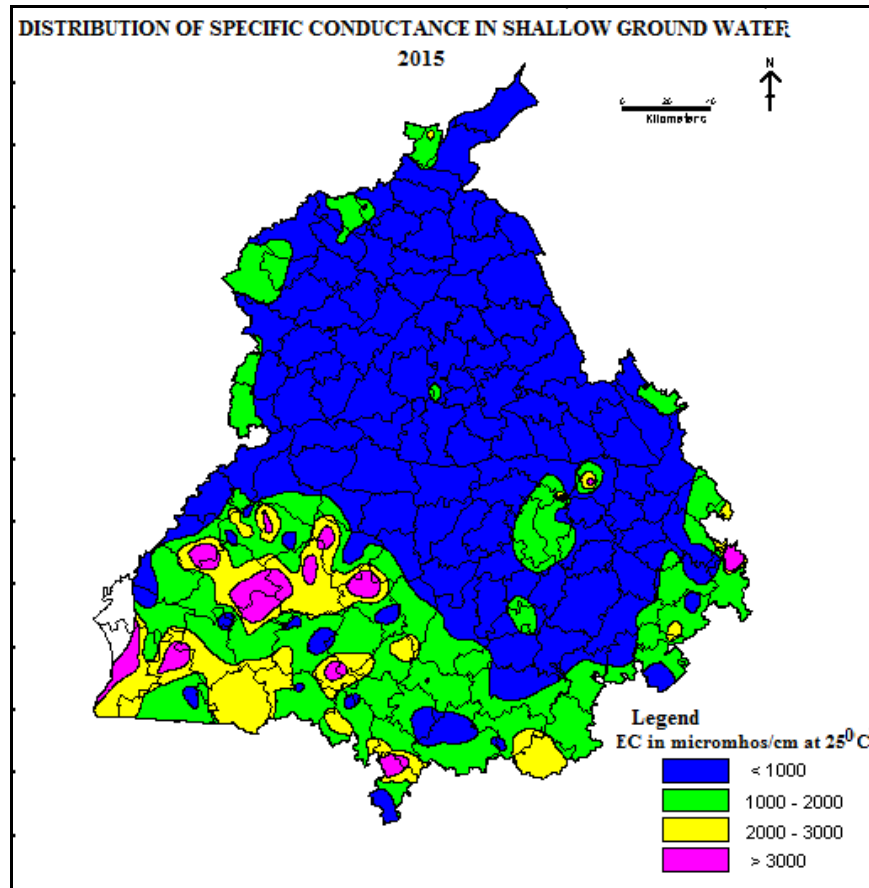 DISTRIBUTION OF SPECIFIC CONDUCTANCE IN SHALLOW GROUND WATER
2015
N
Kilometers
Legend
EC in micromhos/cm at 25⁰C
< 1000
1000 - 2000
2000 - 3000
> 3000